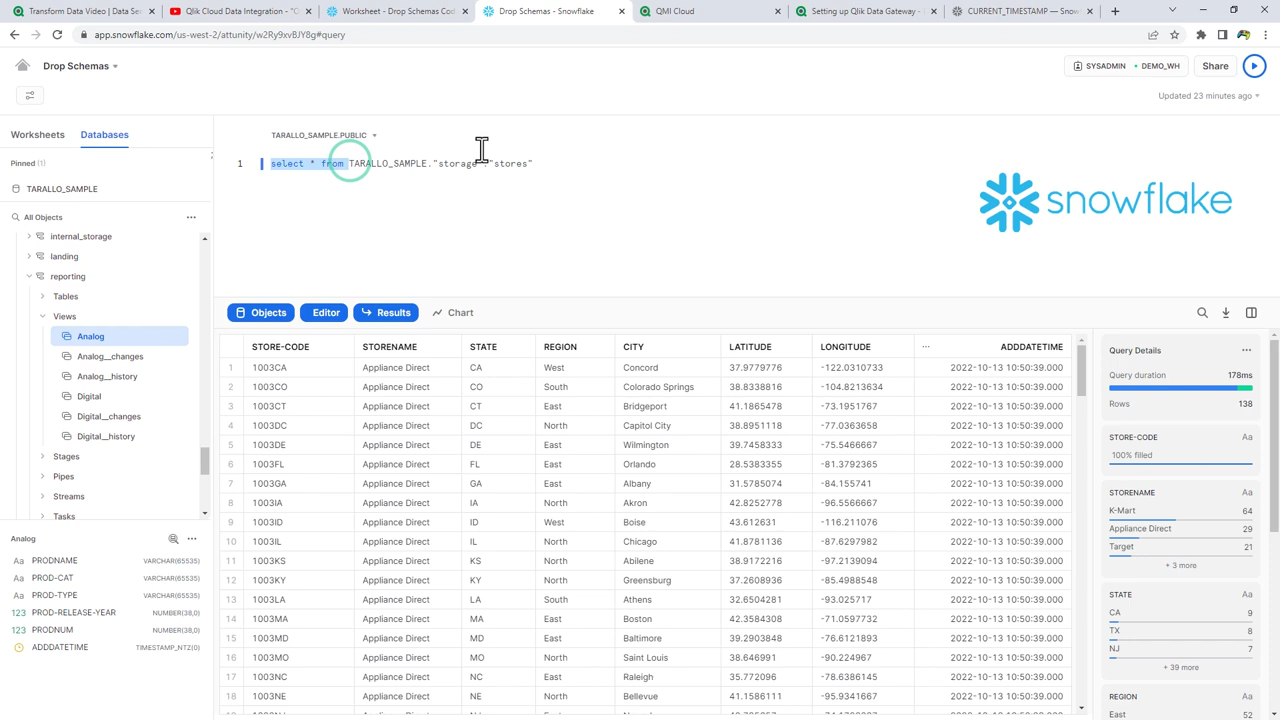 Transform Data Video | Data Ses
Qlik Cloud Data Integration - "C
Worksheet - Drop Schemas Cod
Drop Schemas - Snowflake
QMI Cloud
Setting up Qlik Data Gateway -
CURRENT_TIMESTAMP — Snow
app.snowflake.com/us-west-2/attunity/w2Ry9xvBJY8g#query
Drop Schemas
SYSADMIN
DEMO_WH
Share
Updated 23 minutes ago
Worksheets
Databases
Pinned (1)
TARALLO_SAMPLE
All Objects
internal_storage
landing
reporting
Tables
Views
Analog
Analog__changes
Analog__history
Digital
Digital__changes
Digital__history
Stages
Pipes
Streams
Tasks
Analog
Aa PRODNAME VARCHAR(65535)
Aa PROD-CAT VARCHAR(65535)
Aa PROD-TYPE VARCHAR(65535)
123 PROD-RELEASE-YEAR NUMBER(38,0)
123 PRODNUM NUMBER(38,0)
ADDDATETIME TIMESTAMP_NTZ(0)
TARALLO_SAMPLE.PUBLIC
1 select * from TARALLO_SAMPLE."storage"."stores"
snowflake
Objects
Editor
Results
Chart
STORE-CODE STORENAME STATE REGION CITY LATITUDE LONGITUDE ... ADDDATETIME
1 1003CA Appliance Direct CA West Concord 37.9779776 -122.0310733 2022-10-13 10:50:39.000
2 1003CO Appliance Direct CO South Colorado Springs 38.8338816 -104.8213634 2022-10-13 10:50:39.000
3 1003CT Appliance Direct CT East Bridgeport 41.1865478 -73.1951767 2022-10-13 10:50:39.000
4 1003DC Appliance Direct DC North Capitol City 38.8951118 -77.0363658 2022-10-13 10:50:39.000
5 1003DE Appliance Direct DE East Wilmington 39.7458333 -75.5466667 2022-10-13 10:50:39.000
6 1003FL Appliance Direct FL East Orlando 28.5383355 -81.3792365 2022-10-13 10:50:39.000
7 1003GA Appliance Direct GA East Albany 31.5785074 -84.155741 2022-10-13 10:50:39.000
8 1003IA Appliance Direct IA North Akron 42.8252778 -96.5566667 2022-10-13 10:50:39.000
9 1003ID Appliance Direct ID West Boise 43.612631 -116.211076 2022-10-13 10:50:39.000
10 1003IL Appliance Direct IL North Chicago 41.8781136 -87.6297982 2022-10-13 10:50:39.000
11 1003KS Appliance Direct KS North Abilene 38.9172216 -97.2139094 2022-10-13 10:50:39.000
12 1003KY Appliance Direct KY North Greensburg 37.2608936 -85.4988548 2022-10-13 10:50:39.000
13 1003LA Appliance Direct LA South Athens 32.6504281 -93.025717 2022-10-13 10:50:39.000
14 1003MA Appliance Direct MA East Boston 42.3584308 -71.0597732 2022-10-13 10:50:39.000
15 1003MD Appliance Direct MD East Baltimore 39.2903848 -76.6121893 2022-10-13 10:50:39.000
16 1003MO Appliance Direct MO North Saint Louis 38.646991 -90.224967 2022-10-13 10:50:39.000
17 1003NC Appliance Direct NC East Raleigh 35.772096 -78.6386145 2022-10-13 10:50:39.000
18 1003NE Appliance Direct NE North Bellevue 41.1586111 -95.9341667 2022-10-13 10:50:39.000
Query Details
Query duration 178ms
Rows 138
STORE-CODE Aa
100% filled
STORENAME Aa
K-Mart 64
Appliance Direct 29
Target 21
+ 3 more
STATE Aa
CA 9
TX 8
NJ 7
+ 39 more
REGION Aa
East 52